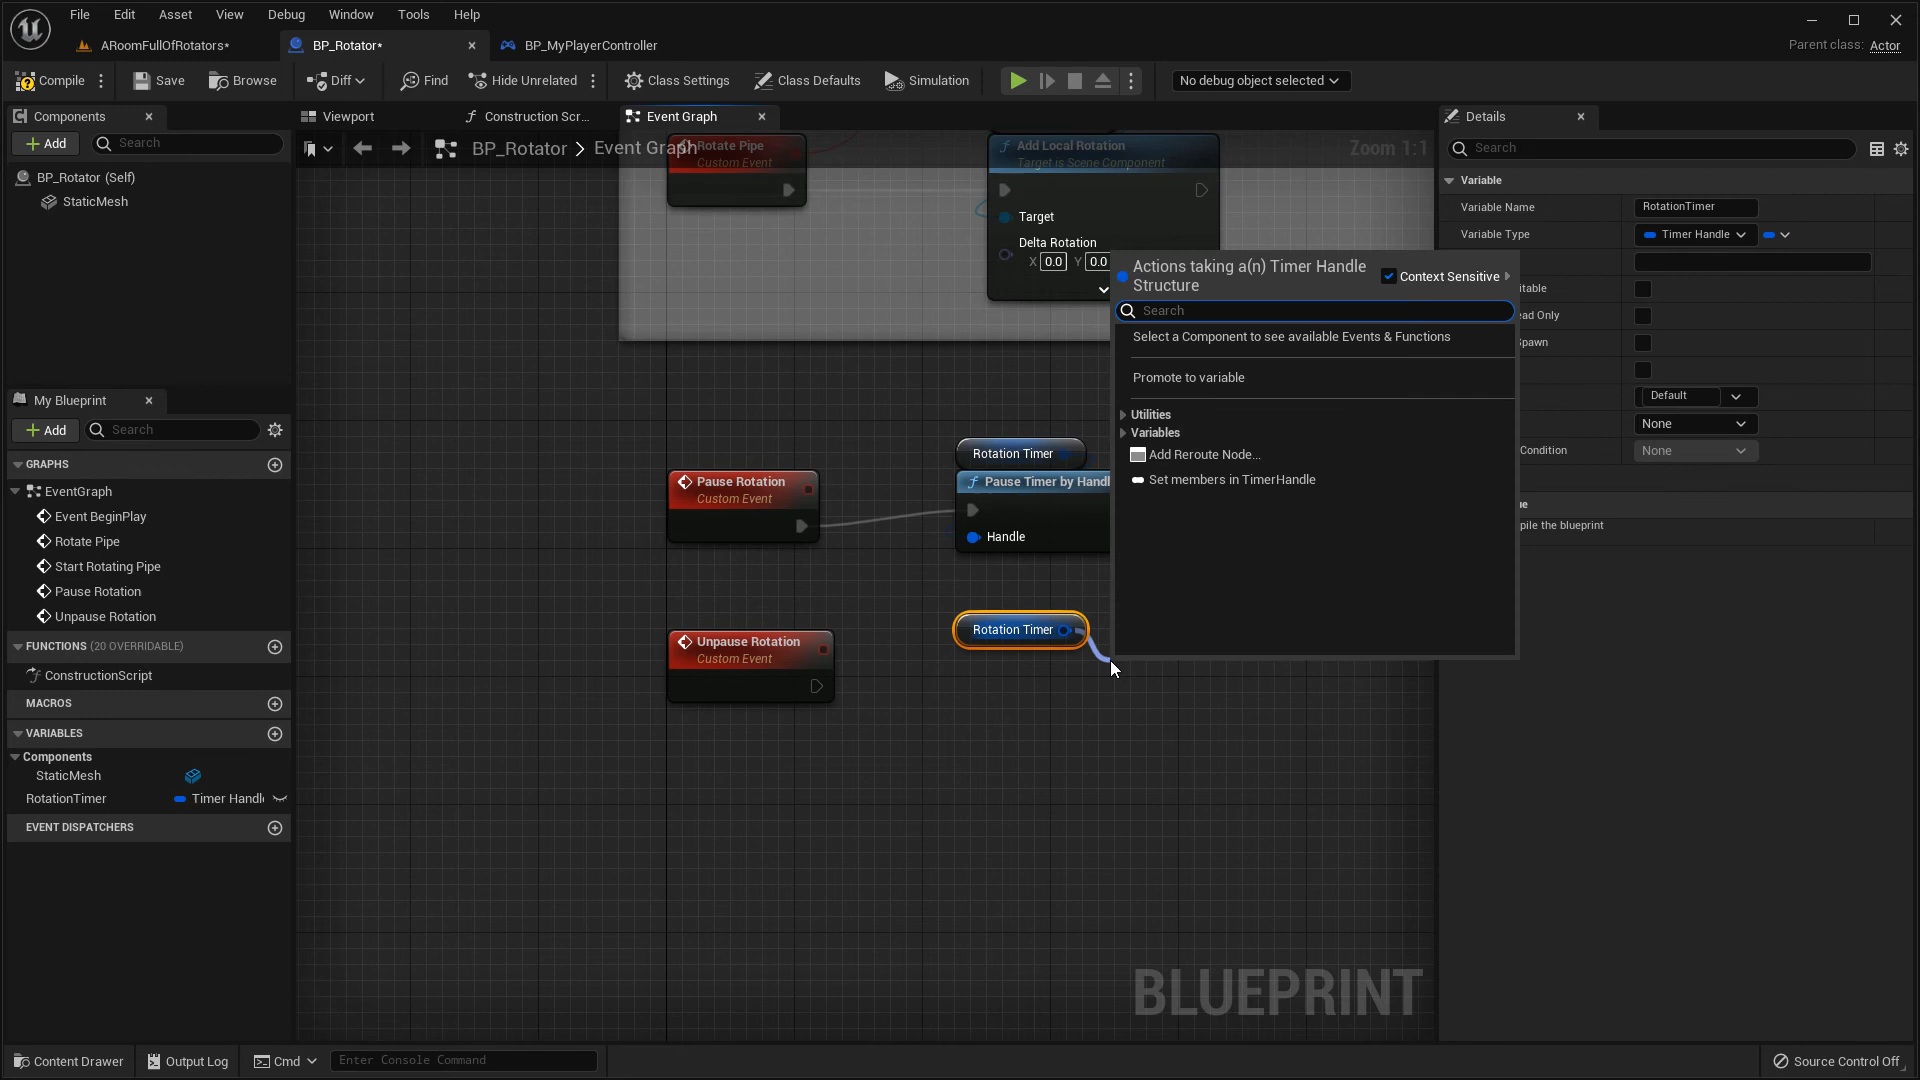 File Edit Asset View Debug Window Tools Help
ARoomFullOfRotators* BP_Rotator* BP_MyPlayerController
Parent class: Actor
Compile Save Browse Diff Find Hide Unrelated Class Settings Class Defaults Simulation No debug object selected
Components Viewport Construction Scr... Event Graph Details
Add Search
BP_Rotator > Event Graph Zoom 1:1
Search
BP_Rotator (Self)
StaticMesh
Rotate Pipe
Custom Event
Add Local Rotation
Target is Scene Component
Target
Delta Rotation
X 0.0 Y 0.0
Variable
Variable Name RotationTimer
Variable Type Timer Handle
itable
ead Only
Spawn
Default
None
Condition None
ue
pile the blueprint
Actions taking a(n) Timer Handle
Structure
Context Sensitive
Search
Select a Component to see available Events & Functions
Promote to variable
Utilities
Variables
Add Reroute Node...
Set members in TimerHandle
Rotation Timer
Pause Rotation
Custom Event
Pause Timer by Handl
Handle
Rotation Timer
Unpause Rotation
Custom Event
My Blueprint
Add Search
GRAPHS
EventGraph
Event BeginPlay
Rotate Pipe
Start Rotating Pipe
Pause Rotation
Unpause Rotation
FUNCTIONS (20 OVERRIDABLE)
ConstructionScript
MACROS
VARIABLES
Components
StaticMesh
RotationTimer Timer Handl
EVENT DISPATCHERS
BLUEPRINT
Content Drawer Output Log Cmd Enter Console Command Source Control Off